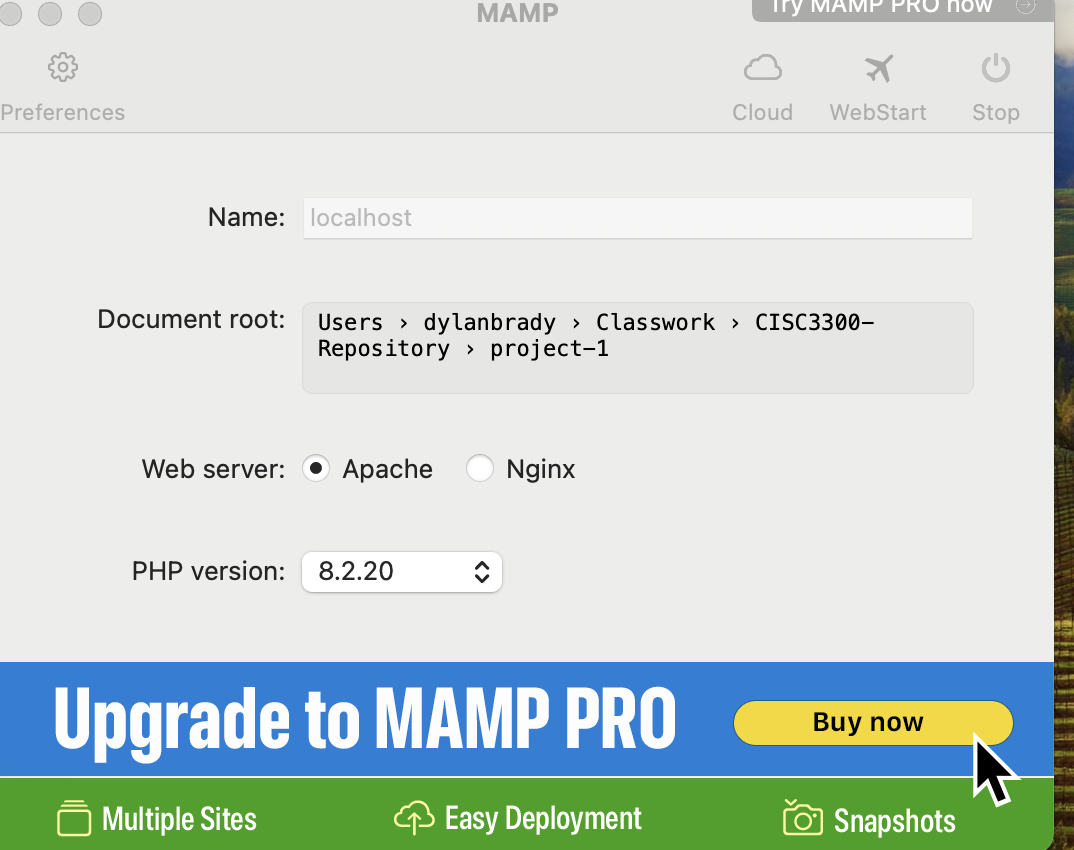 MAMP
Try MAMP PRO now
Preferences
Cloud
WebStart
Stop
Name: localhost
Document root: Users › dylanbrady › Classwork › CISC3300-
Repository › project-1
Web server: Apache Nginx
PHP version: 8.2.20
Upgrade to MAMP PRO
Buy now
Multiple Sites
Easy Deployment
Snapshots